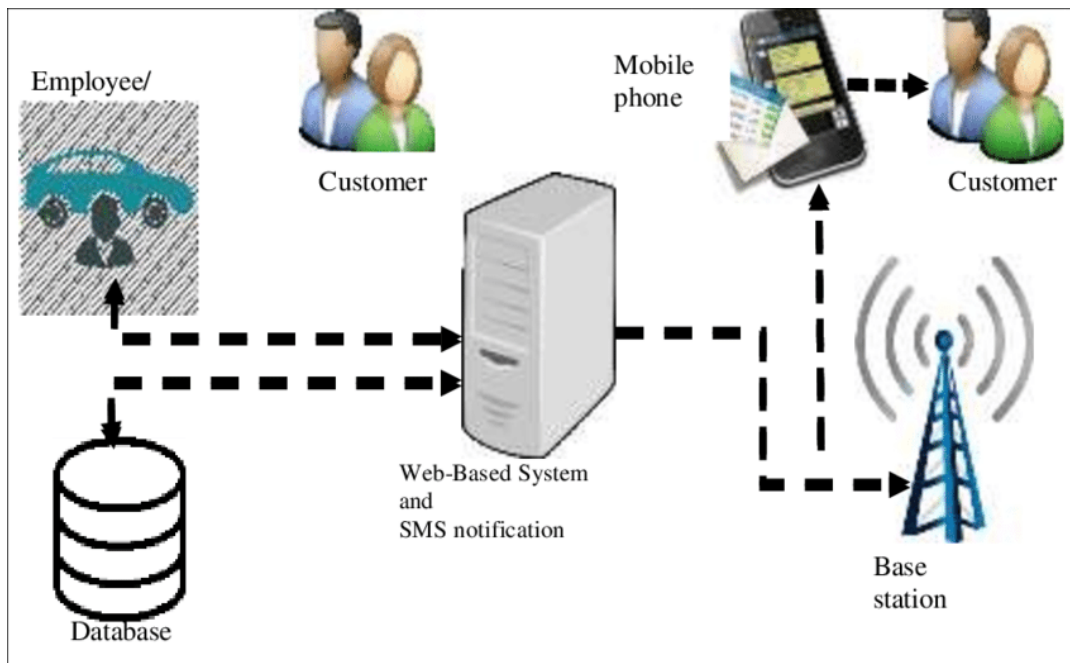 Employee/
Customer
Mobile
phone
Customer
Web-Based System
and
SMS notification
Base
station
Database